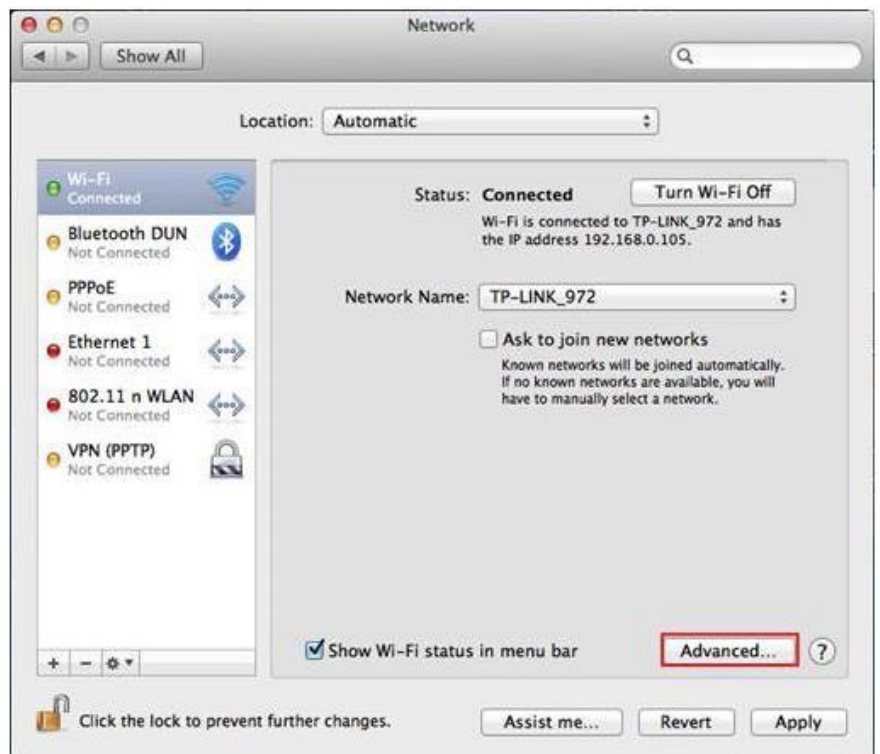 Network
Show All
Location: Automatic
Wi-Fi
Connected
Bluetooth DUN
Not Connected
PPPoE
Not Connected
Ethernet 1
Not Connected
802.11 n WLAN
Not Connected
VPN (PPTP)
Not Connected
Status: Connected
Turn Wi-Fi Off
Wi-Fi is connected to TP-LINK_972 and has
the IP address 192.168.0.105.
Network Name: TP-LINK_972
Ask to join new networks
Known networks will be joined automatically.
If no known networks are available, you will
have to manually select a network.
Show Wi-Fi status in menu bar
Advanced...
?
+ -
Click the lock to prevent further changes.
Assist me...
Revert
Apply